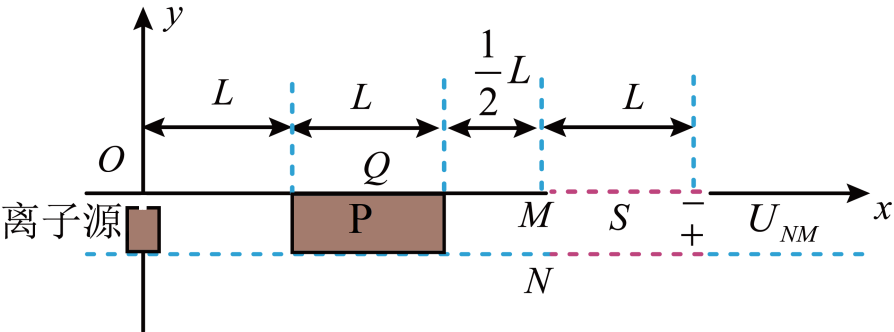 y
1/2 L
L L L
O Q
离子源 P M S − U_NM x
+
N